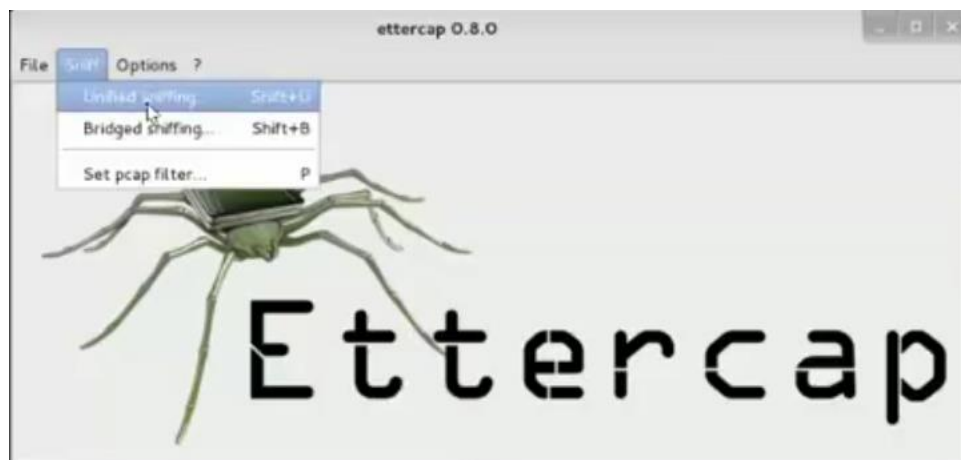 ettercap 0.8.0
File Sniff Options ?
Unified sniffing... Shift+U
Bridged sniffing... Shift+B
Set pcap filter... P
Ettercap